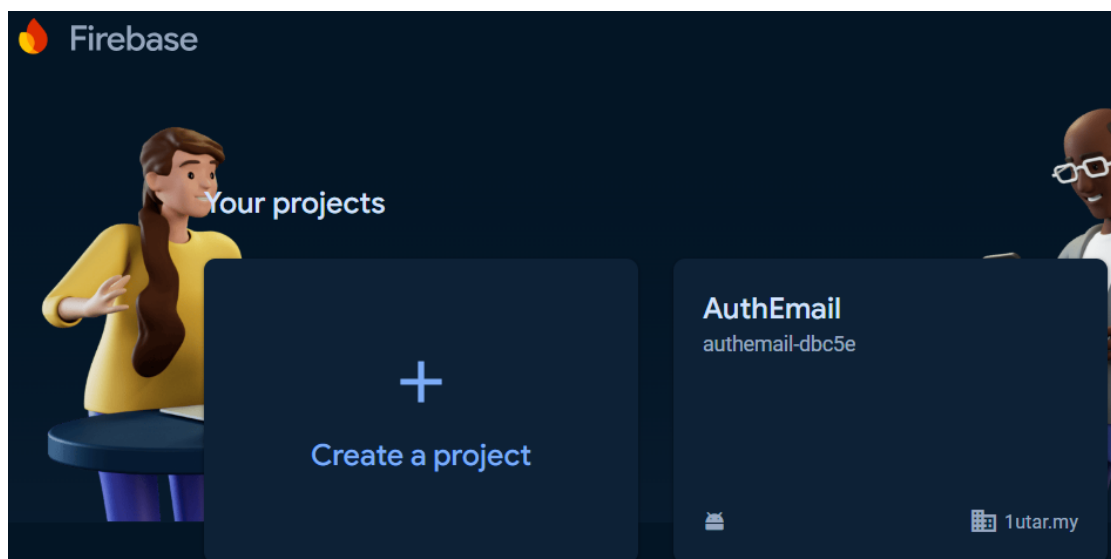 Firebase
Your projects
Create a project
AuthEmail
authemail-dbc5e
1utar.my